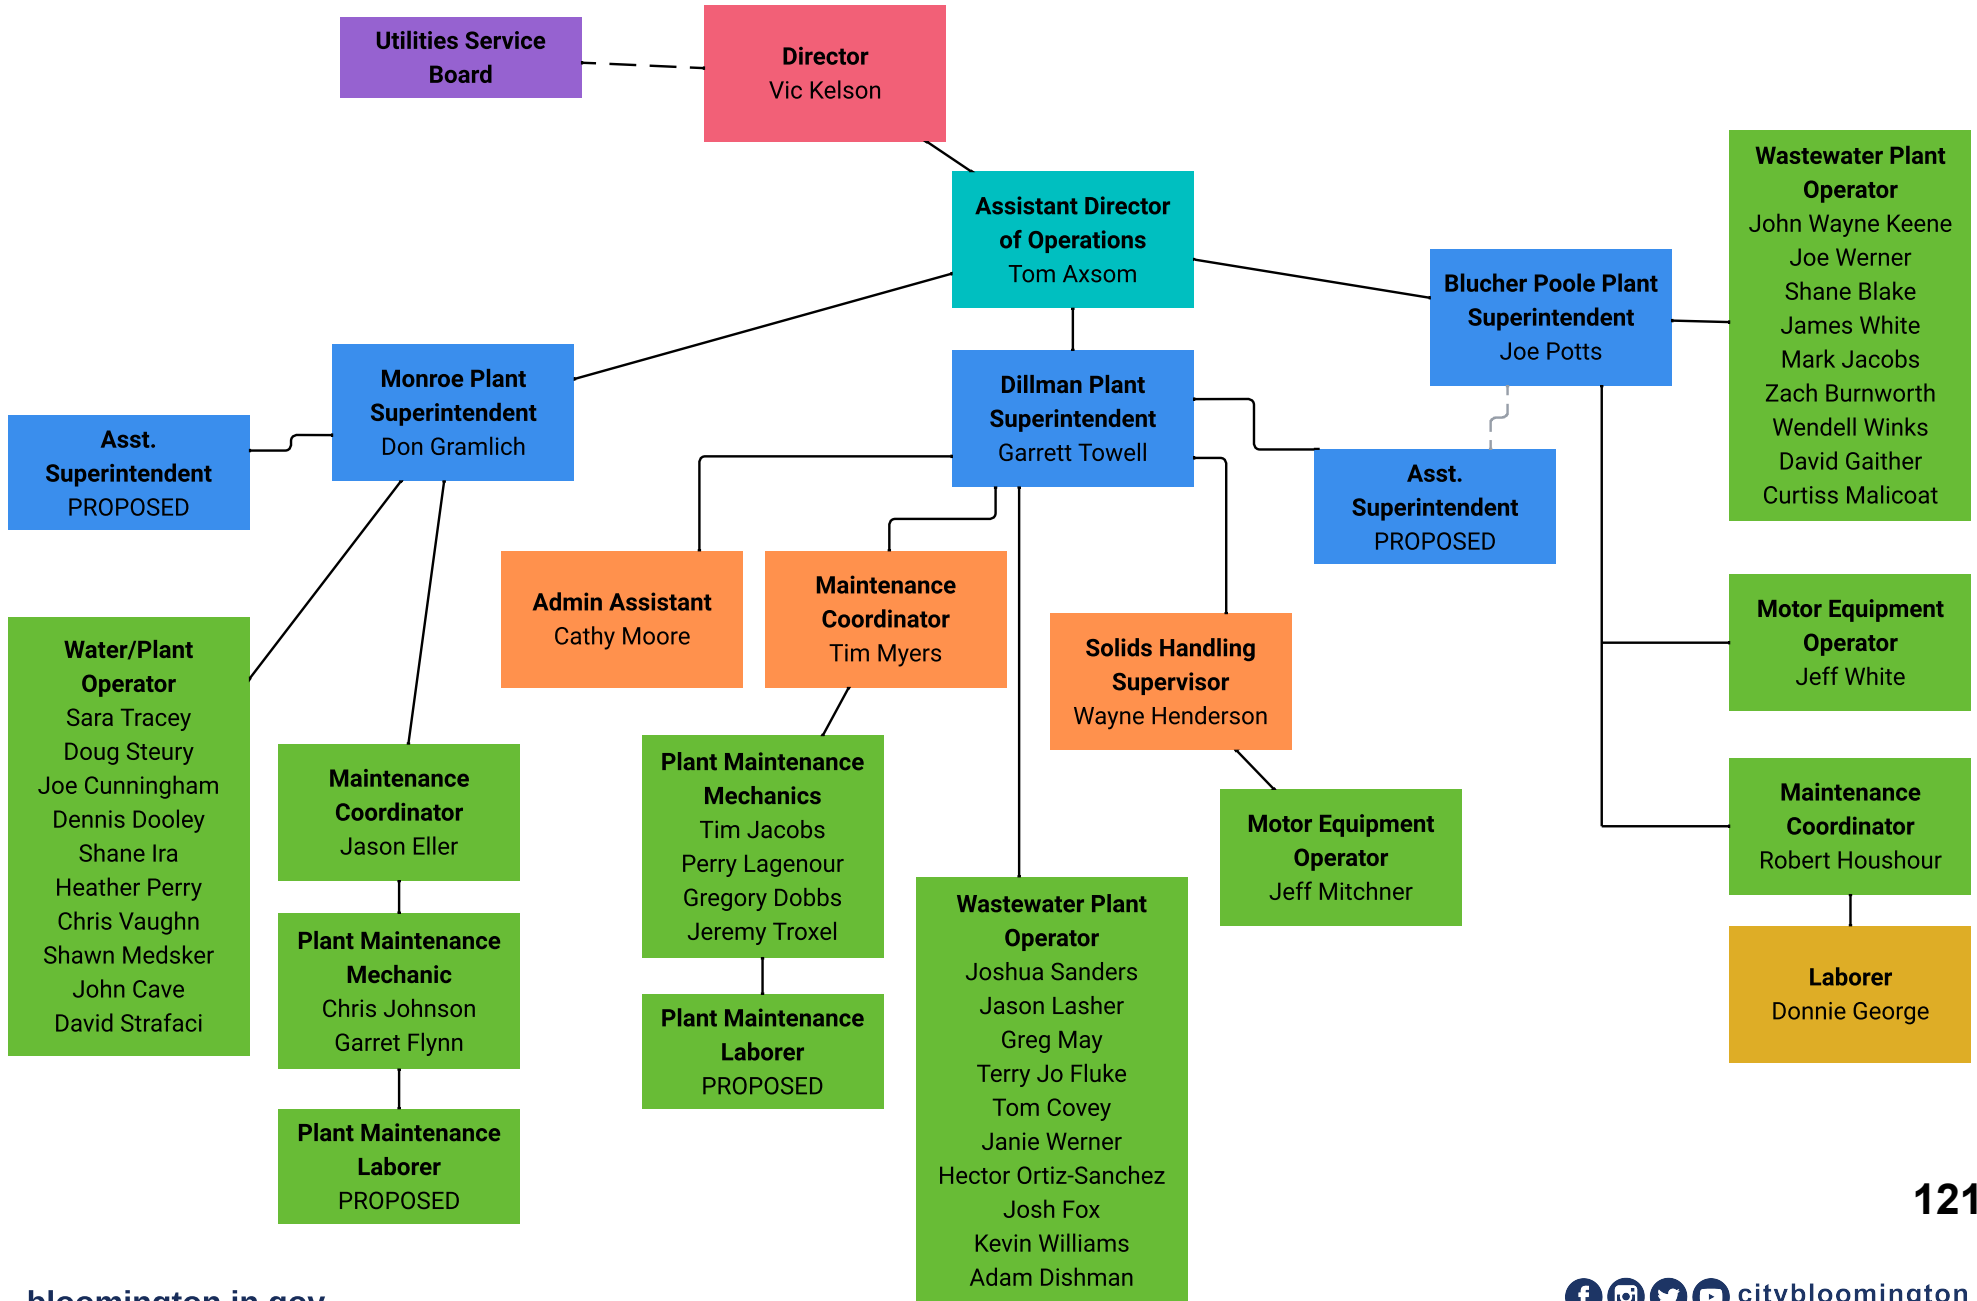 Utilities Service
Board
Director
Vic Kelson
Assistant Director
of Operations
Tom Axsom
Monroe Plant
Superintendent
Don Gramlich
Asst.
Superintendent
PROPOSED
Dillman Plant
Superintendent
Garrett Towell
Blucher Poole Plant
Superintendent
Joe Potts
Asst.
Superintendent
PROPOSED
Wastewater Plant
Operator
John Wayne Keene
Joe Werner
Shane Blake
James White
Mark Jacobs
Zach Burnworth
Wendell Winks
David Gaither
Curtiss Malicoat
Water/Plant
Operator
Sara Tracey
Doug Steury
Joe Cunningham
Dennis Dooley
Shane Ira
Heather Perry
Chris Vaughn
Shawn Medsker
John Cave
David Strafaci
Maintenance
Coordinator
Jason Eller
Plant Maintenance
Mechanic
Chris Johnson
Garret Flynn
Plant Maintenance
Laborer
PROPOSED
Admin Assistant
Cathy Moore
Maintenance
Coordinator
Tim Myers
Plant Maintenance
Mechanics
Tim Jacobs
Perry Lagenour
Gregory Dobbs
Jeremy Troxel
Plant Maintenance
Laborer
PROPOSED
Wastewater Plant
Operator
Joshua Sanders
Jason Lasher
Greg May
Terry Jo Fluke
Tom Covey
Janie Werner
Hector Ortiz-Sanchez
Josh Fox
Kevin Williams
Adam Dishman
Solids Handling
Supervisor
Wayne Henderson
Motor Equipment
Operator
Jeff Mitchner
Motor Equipment
Operator
Jeff White
Maintenance
Coordinator
Robert Houshour
Laborer
Donnie George
121
bloomington.in.gov
citybloomington